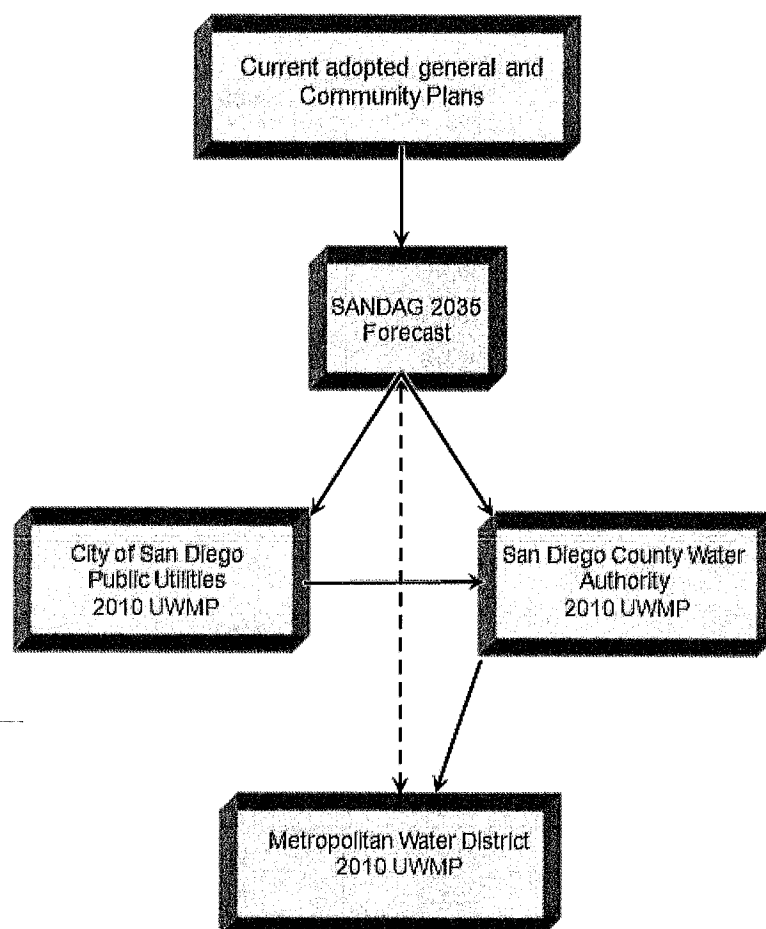 Current adopted general and
Community Plans
SANDAG 2035
Forecast
City of San Diego
Public Utilities
2010 UWMP
San Diego County Water
Authority
2010 UWMP
Metropolitan Water District
2010 UWMP